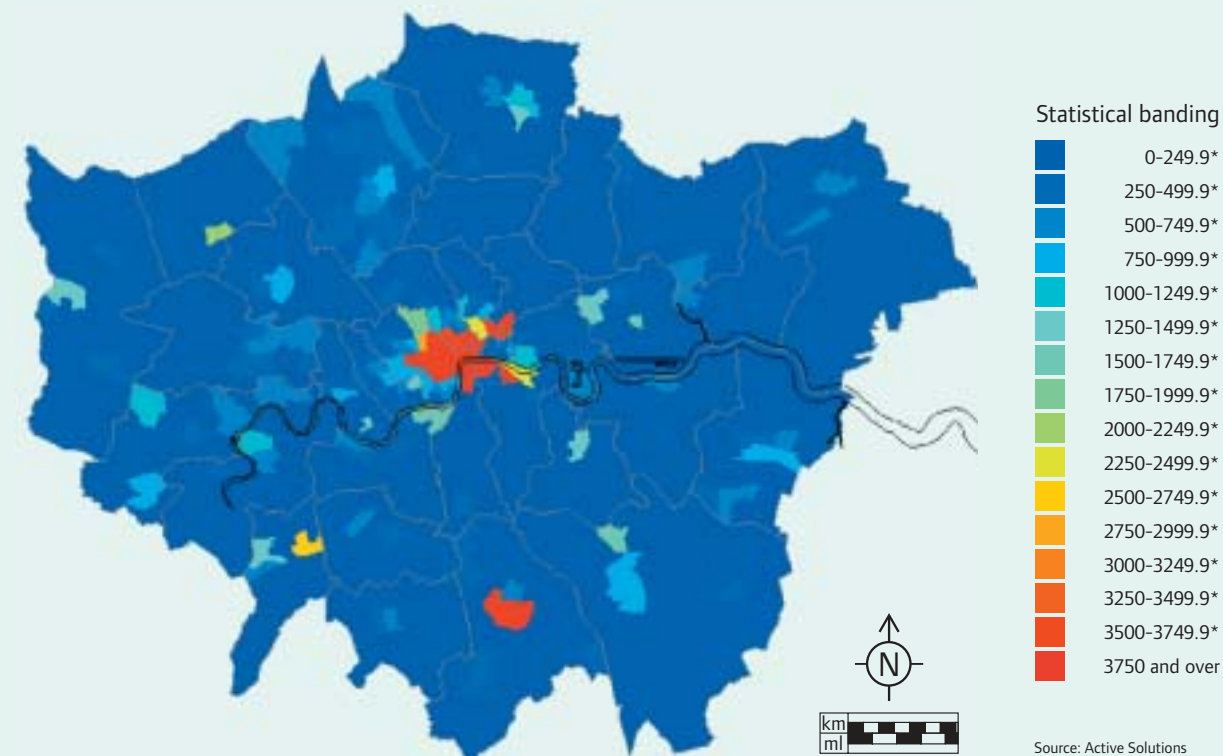 Statistical banding
0-249.9*
250-499.9*
500-749.9*
750-999.9*
1000-1249.9*
1250-1499.9*
1500-1749.9*
1750-1999.9*
2000-2249.9*
2250-2499.9*
2500-2749.9*
2750-2999.9*
3000-3249.9*
3250-3499.9*
3500-3749.9*
3750 and over
N
km
ml
Source: Active Solutions